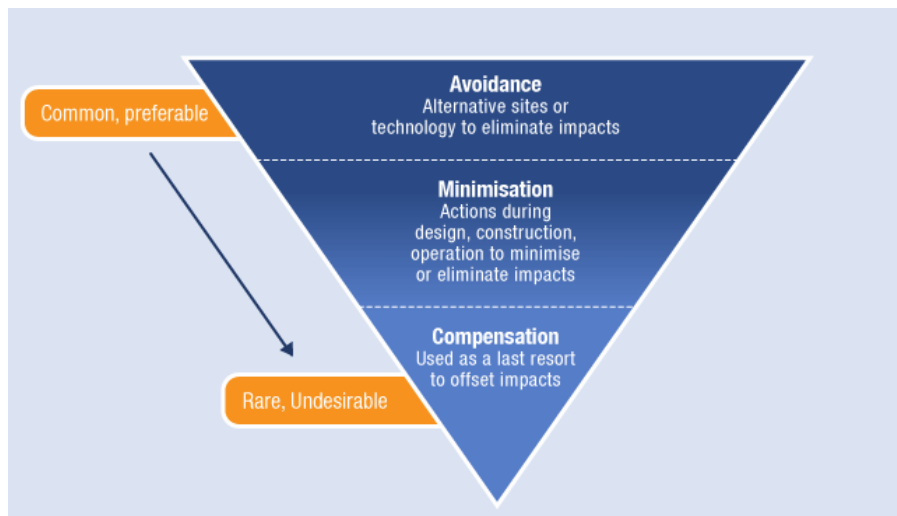 Avoidance
Alternative sites or
technology to eliminate impacts
Common, preferable
Minimisation
Actions during
design, construction,
operation to minimise
or eliminate impacts
Compensation
Used as a last resort
to offset impacts
Rare, Undesirable